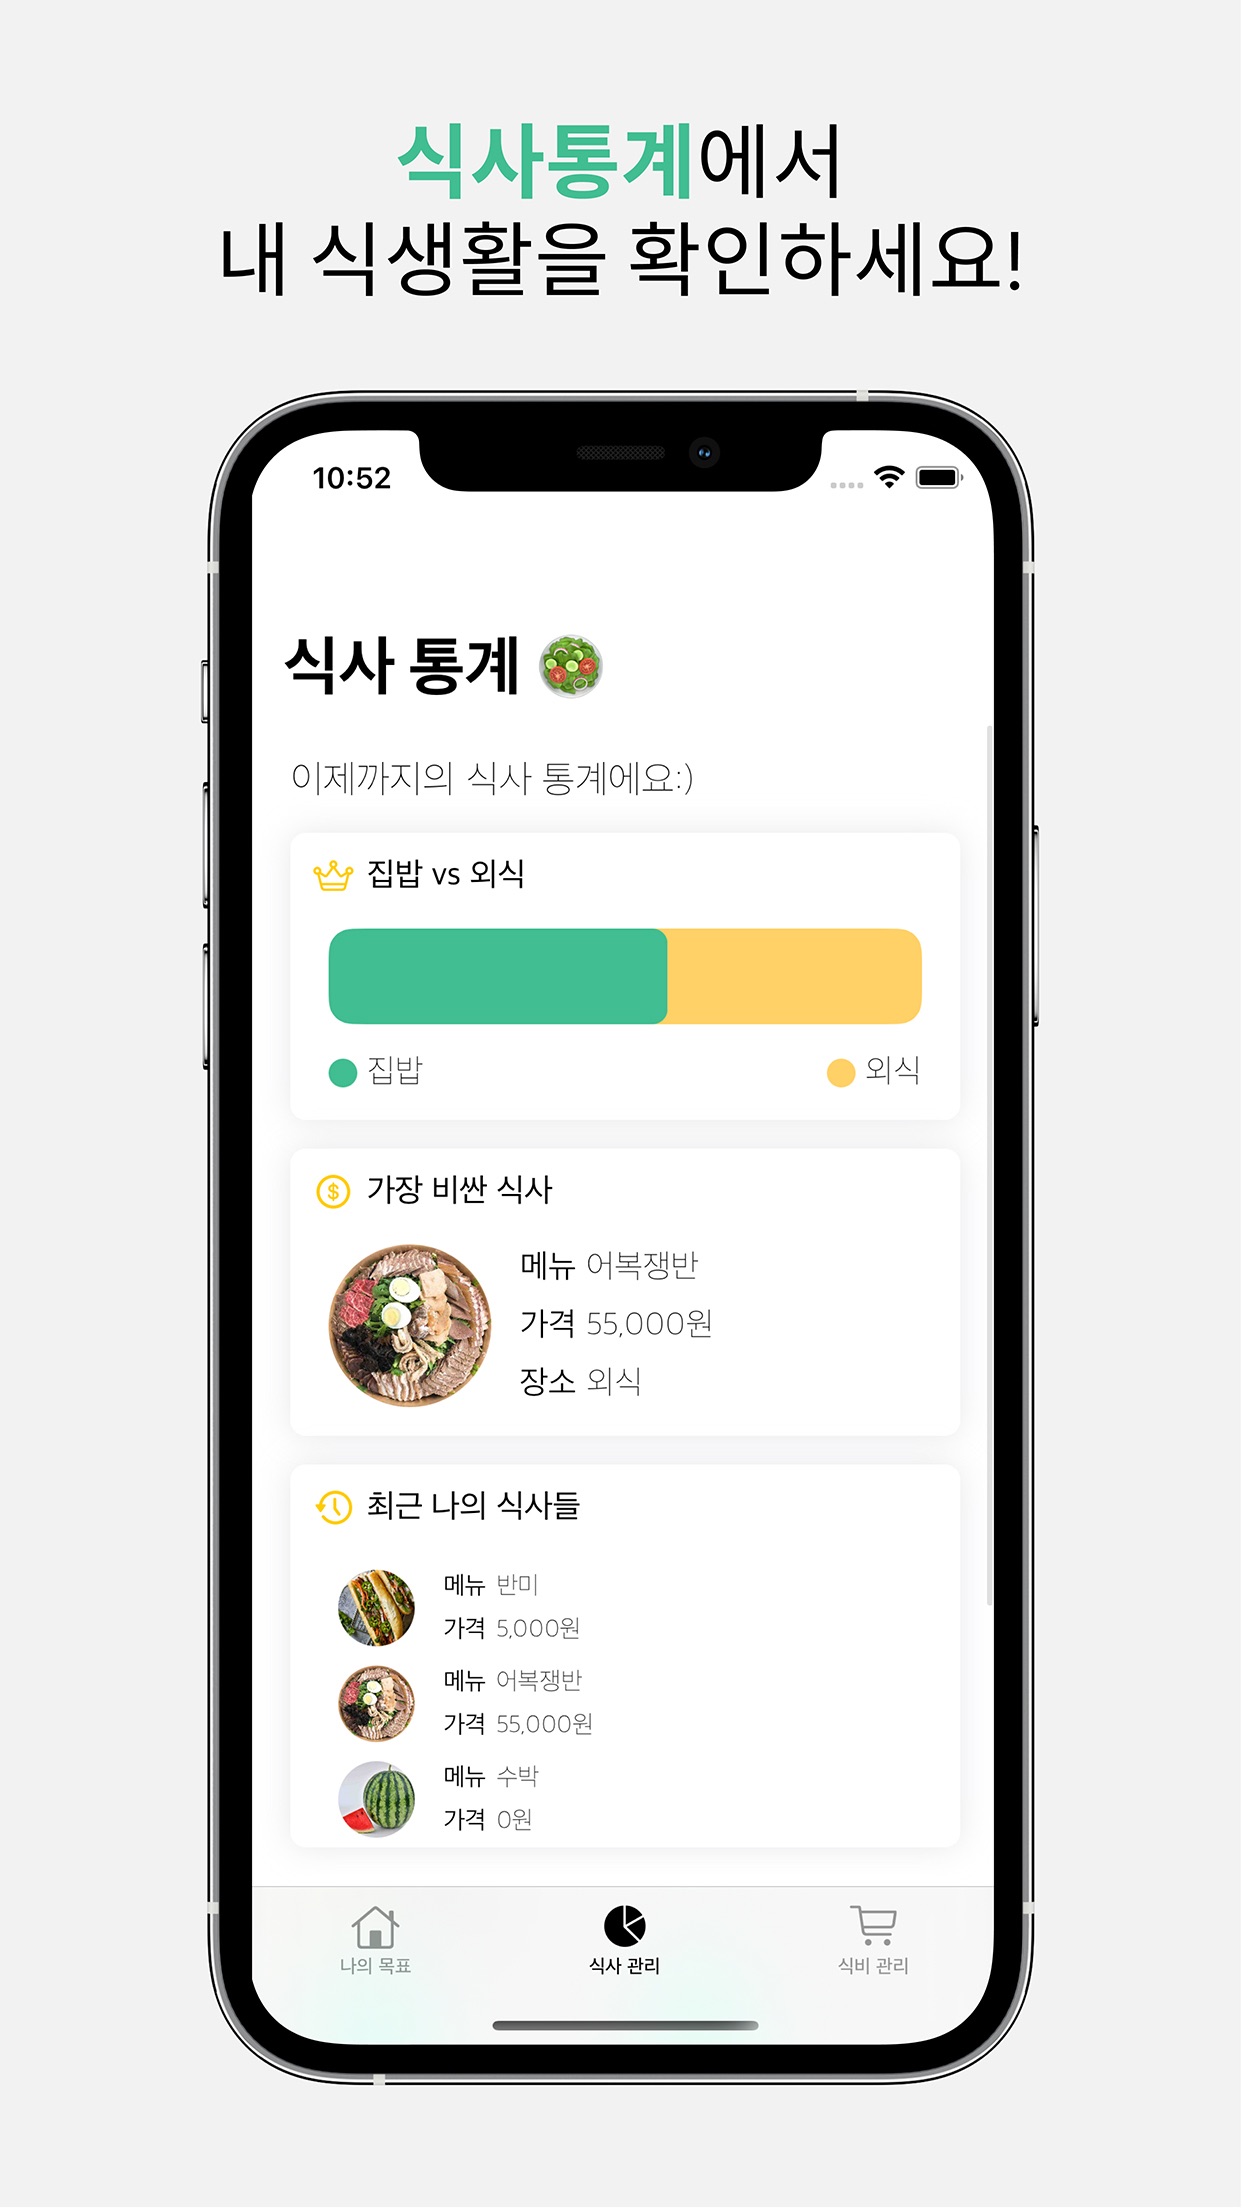 식사통계에서
내 식생활을 확인하세요!
10:52
식사 통계
이제까지의 식사 통계에요:)
집밥 vs 외식
집밥
외식
가장 비싼 식사
메뉴 어복쟁반
가격 55,000원
장소 외식
최근 나의 식사들
메뉴 반미
가격 5,000원
메뉴 어복쟁반
가격 55,000원
메뉴 수박
가격 0원
나의 목표
식사 관리
식비 관리